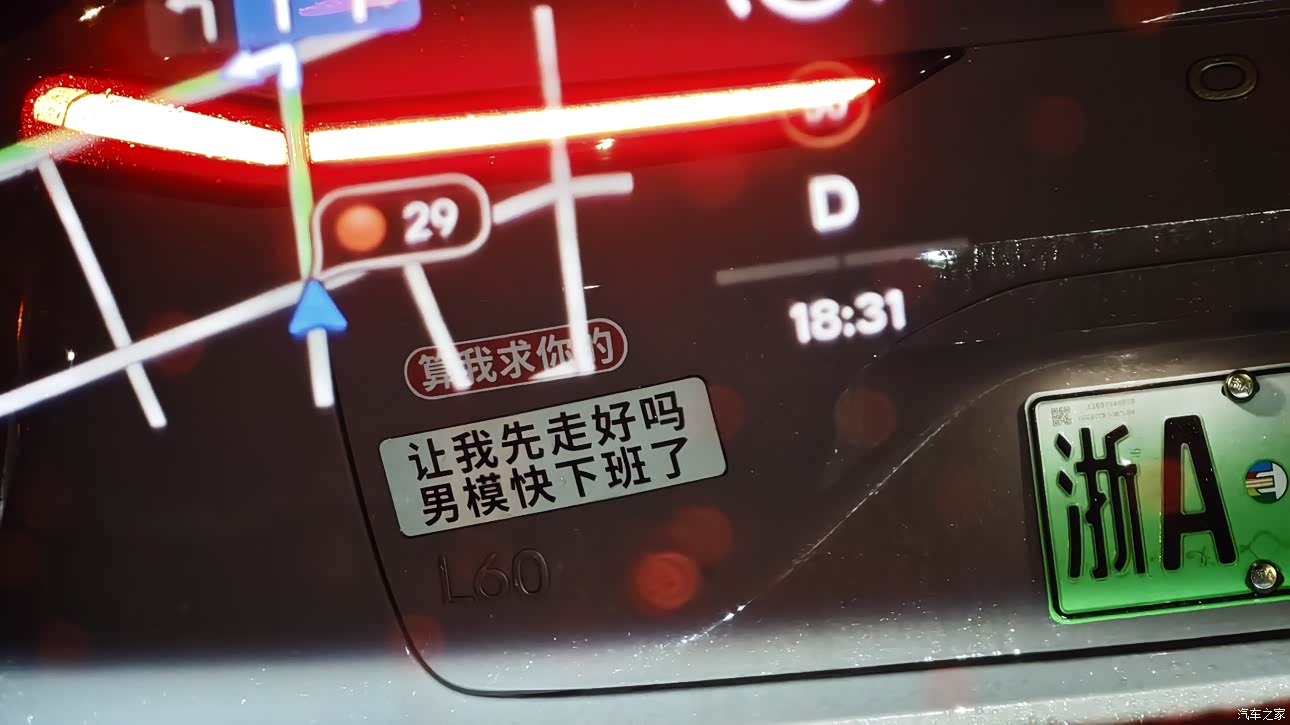 29
D
18:31
算我求你的
让我先走好吗
男模快下班了
L60
O
浙A
汽车之家